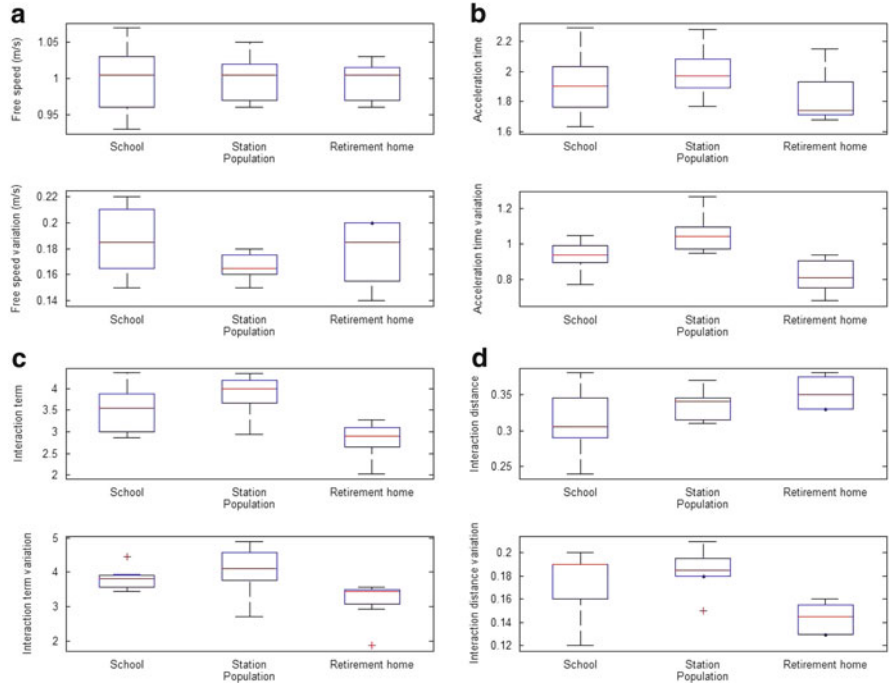 a
Free speed (m/s)
1.05
1
0.95
School
Station
Retirement home
Population
Free speed variation (m/s)
0.22
0.2
0.18
0.16
0.14
School
Station
Retirement home
Population
b
Acceleration time
2.2
2
1.8
1.6
School
Station
Retirement home
Population
Acceleration time variation
1.2
1
0.8
School
Station
Retirement home
Population
c
Interaction term
4
3.5
3
2.5
2
School
Station
Retirement home
Population
Interaction term variation
5
4
3
2
School
Station
Retirement home
Population
d
Interaction distance
0.35
0.3
0.25
School
Station
Retirement home
Population
Interaction distance variation
0.2
0.18
0.16
0.14
0.12
School
Station
Retirement home
Population